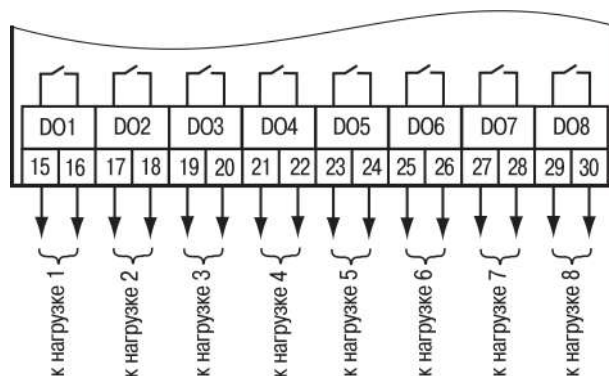 DO1 DO2 DO3 DO4 DO5 DO6 DO7 DO8
15 16 17 18 19 20 21 22 23 24 25 26 27 28 29 30
к нагрузке 1
к нагрузке 2
к нагрузке 3
к нагрузке 4
к нагрузке 5
к нагрузке 6
к нагрузке 7
к нагрузке 8